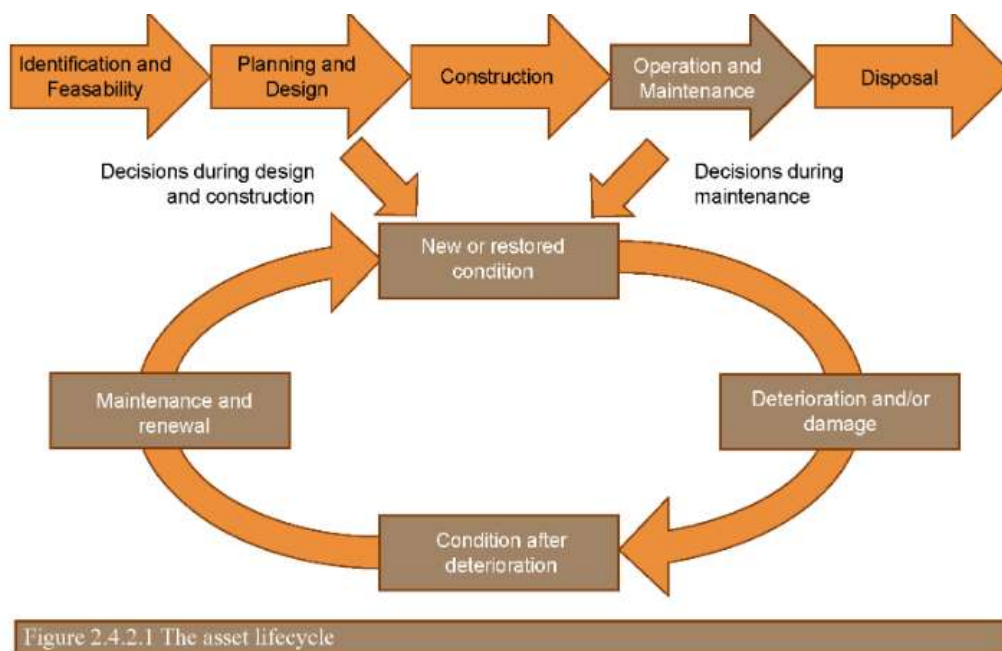 Identification and
Feasability
Planning and
Design
Construction
Operation and
Maintenance
Disposal
Decisions during design
and construction
Decisions during
maintenance
New or restored
condition
Maintenance and
renewal
Deterioration and/or
damage
Condition after
deterioration
Figure 2.4.2.1 The asset lifecycle